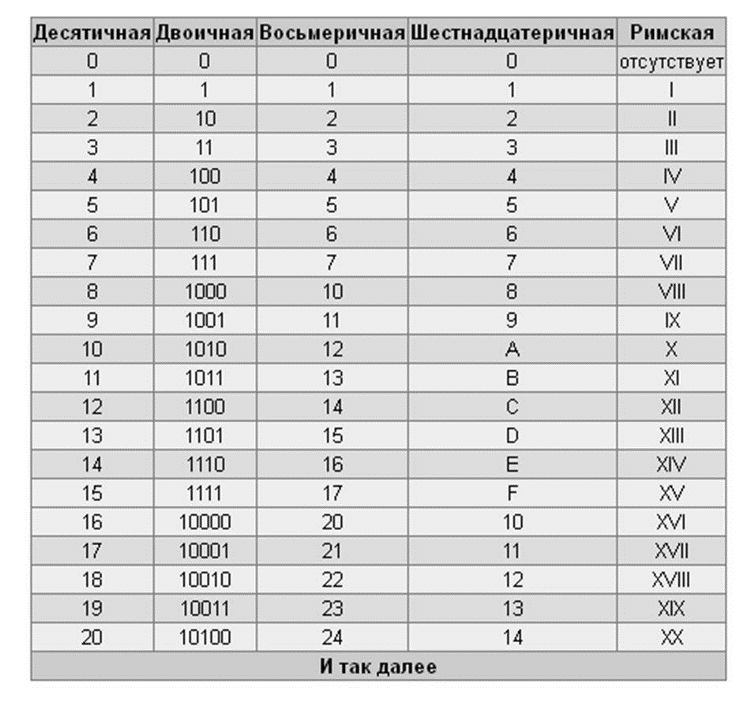 Десятичная Двоичная Восьмеричная Шестнадцатеричная Римская
0 0 0 0 отсутствует
1 1 1 1 I
2 10 2 2 II
3 11 3 3 III
4 100 4 4 IV
5 101 5 5 V
6 110 6 6 VI
7 111 7 7 VII
8 1000 10 8 VIII
9 1001 11 9 IX
10 1010 12 A X
11 1011 13 B XI
12 1100 14 C XII
13 1101 15 D XIII
14 1110 16 E XIV
15 1111 17 F XV
16 10000 20 10 XVI
17 10001 21 11 XVII
18 10010 22 12 XVIII
19 10011 23 13 XIX
20 10100 24 14 XX
И так далее